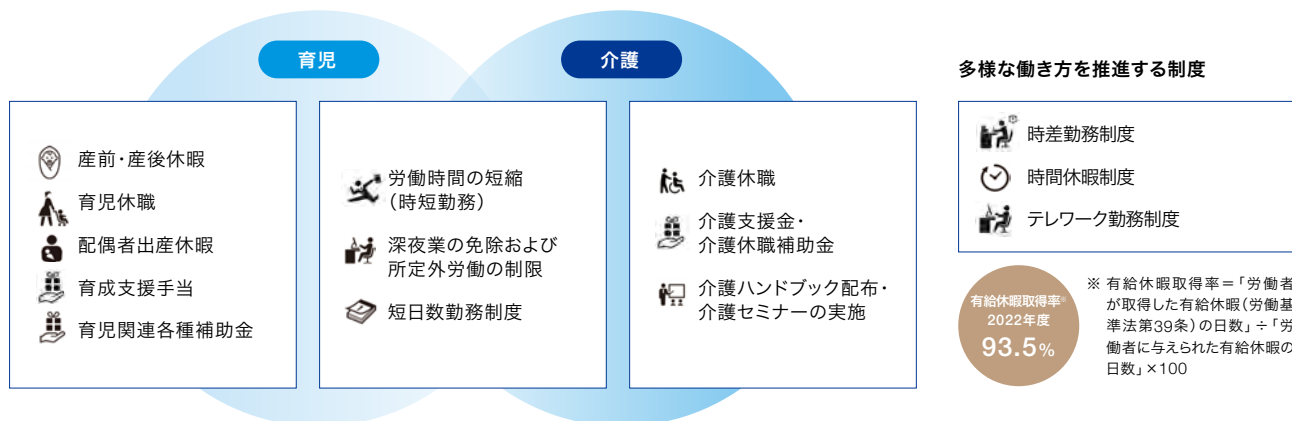 育児
産前・産後休暇
育児休職
配偶者出産休暇
育成支援手当
育児関連各種補助金
労働時間の短縮
（時短勤務）
深夜業の免除および
所定外労働の制限
短日数勤務制度
介護
介護休職
介護支援金・
介護休職補助金
介護ハンドブック配布・
介護セミナーの実施
多様な働き方を推進する制度
時差勤務制度
時間休暇制度
テレワーク勤務制度
有給休暇取得率※
2022年度
93.5%
※ 有給休暇取得率＝「労働者
が取得した有給休暇（労働基
準法第39条）の日数」÷「労
働者に与えられた有給休暇の
日数」×100